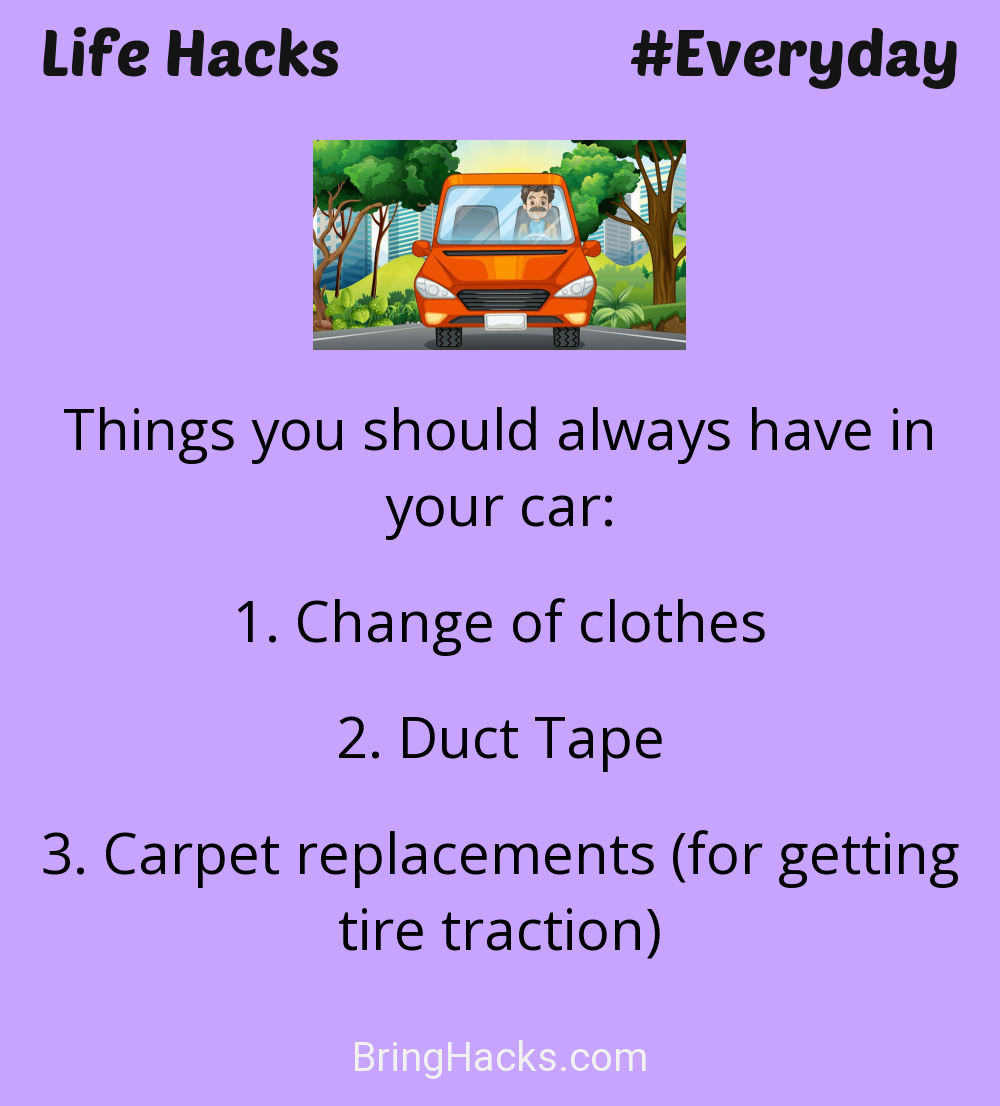 Life Hacks #Everyday
Things you should always have in
your car:
1. Change of clothes
2. Duct Tape
3. Carpet replacements (for getting
tire traction)
BringHacks.com